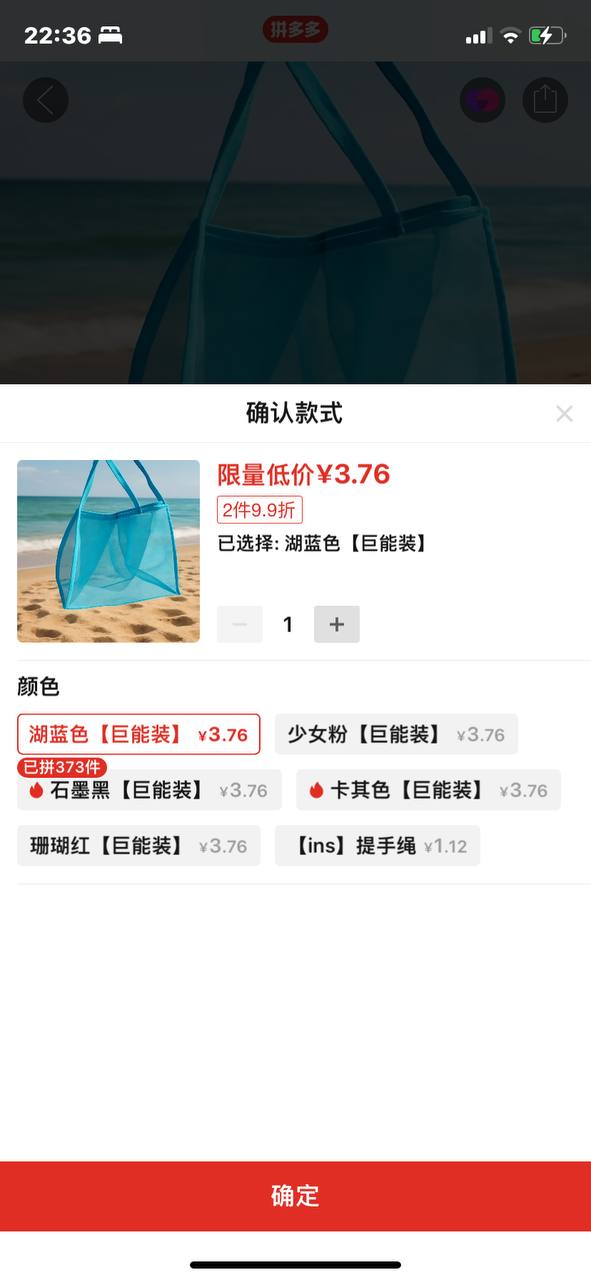 22:36
拼多多
确认款式
限量低价¥3.76
2件9.9折
已选择: 湖蓝色【巨能装】
1
颜色
湖蓝色【巨能装】 ¥3.76
少女粉【巨能装】 ¥3.76
已拼373件
石墨黑【巨能装】 ¥3.76
卡其色【巨能装】 ¥3.76
珊瑚红【巨能装】 ¥3.76
【ins】提手绳 ¥1.12
确定